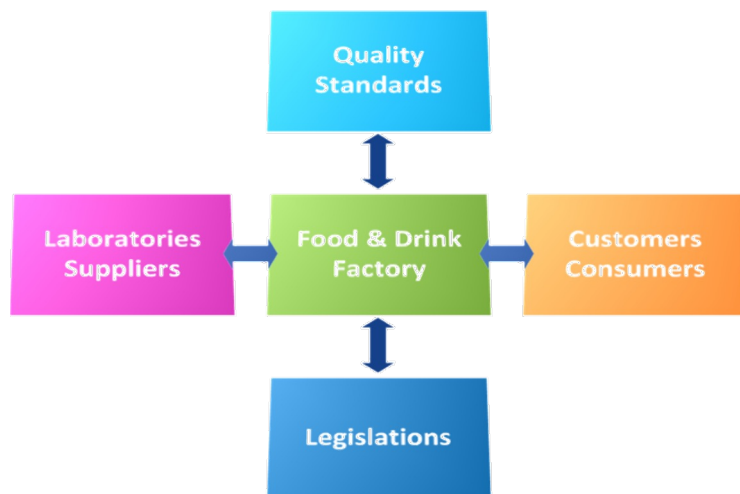 Quality
Standards
Laboratories
Suppliers
Food & Drink
Factory
Customers
Consumers
Legislations